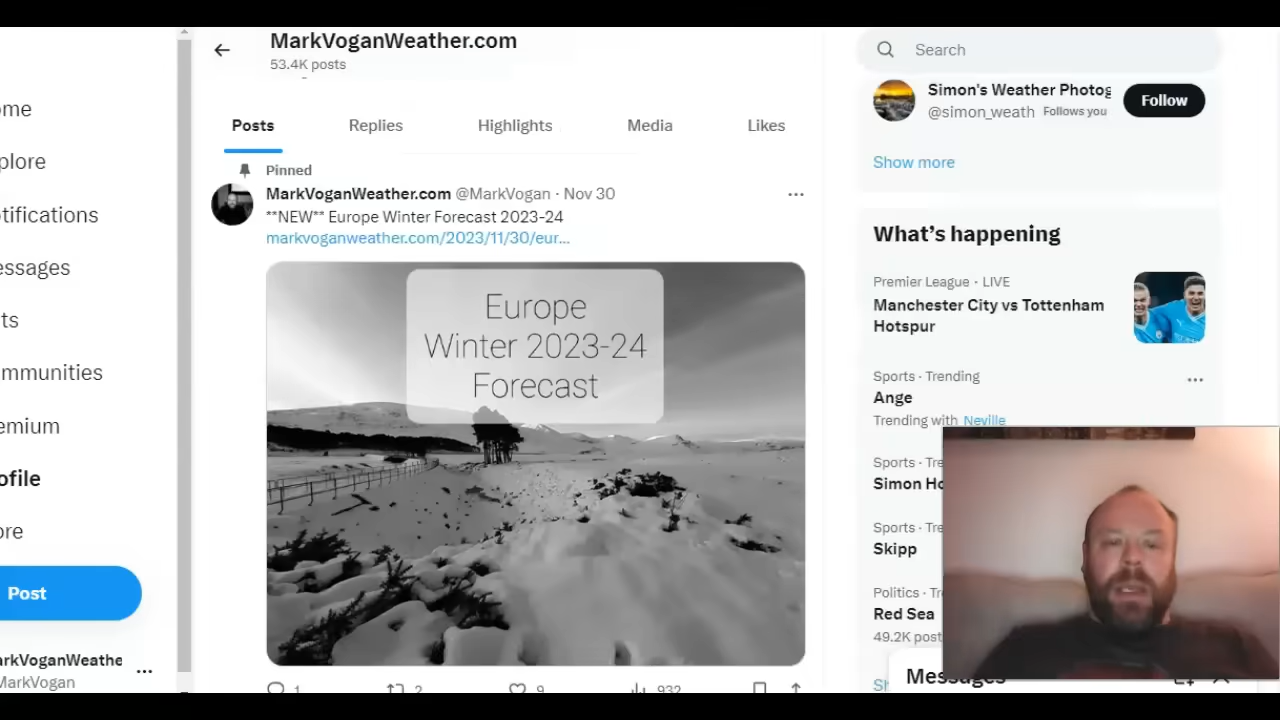 ome
plore
otifications
essages
ts
mmunities
emium
ofile
ore
Post
arkVoganWeathe
MarkVogan
MarkVoganWeather.com
53.4K posts
Posts
Replies
Highlights
Media
Likes
Pinned
MarkVoganWeather.com @MarkVogan · Nov 30
**NEW** Europe Winter Forecast 2023-24
markvoganweather.com/2023/11/30/eur...
Europe
Winter 2023-24
Forecast
1
2
9
932
Search
Simon's Weather Photog
@simon_weath Follows you
Follow
Show more
What's happening
Premier League · LIVE
Manchester City vs Tottenham
Hotspur
Sports · Trending
Ange
Trending with Neville
Sports · Tre
Simon Ho
Sports · Tre
Skipp
Politics · Tr
Red Sea
49.2K post
Sh
Messages